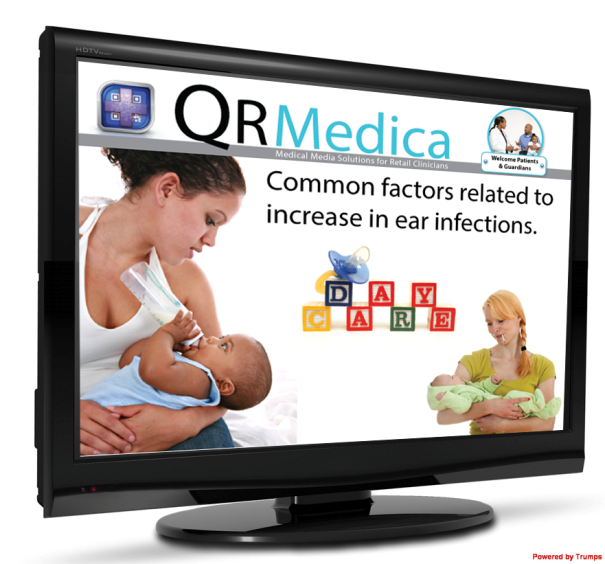 HDTV
QRMedica
Medical Media Solutions for Retail Clinicians
Welcome Patients
& Guardians
Common factors related to
increase in ear infections.
DAY
CARE
Powered by Trumps